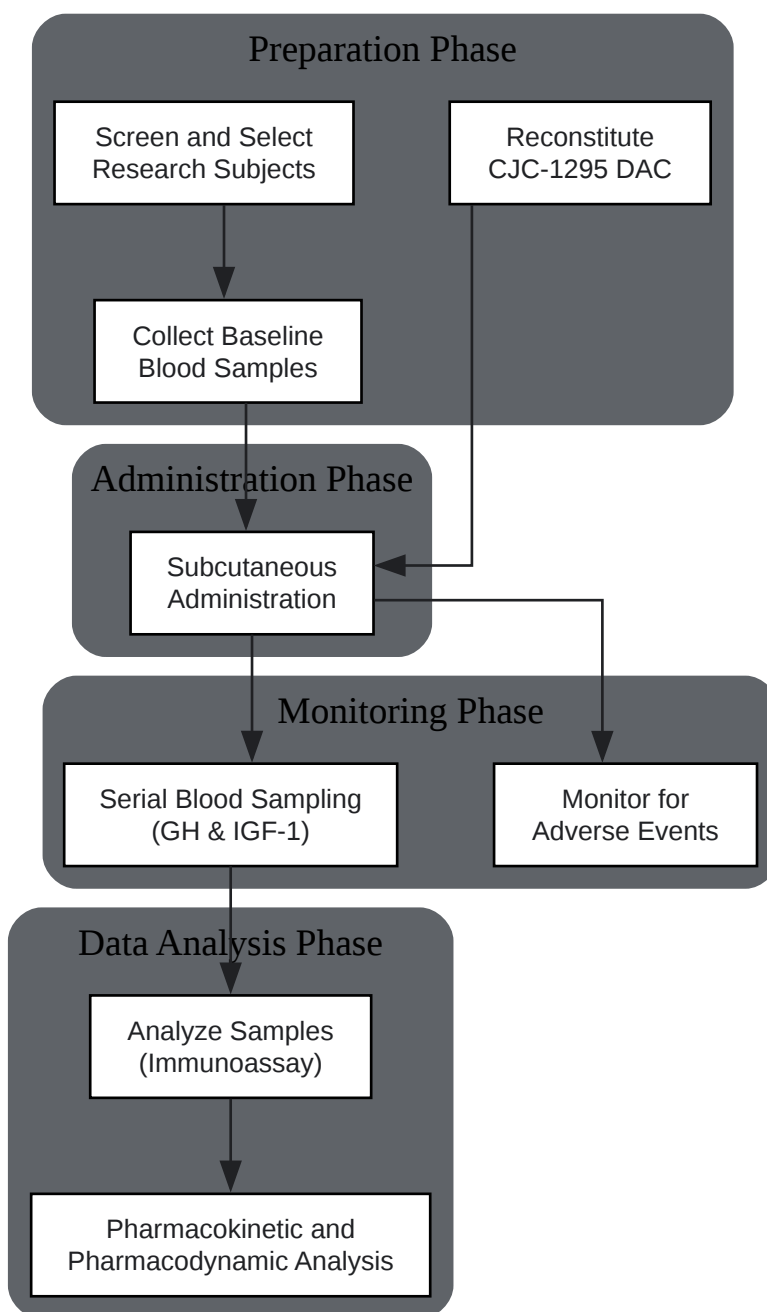 Preparation Phase
Screen and Select
Research Subjects
Reconstitute
CJC-1295 DAC
Collect Baseline
Blood Samples
Administration Phase
Subcutaneous
Administration
Monitoring Phase
Serial Blood Sampling
(GH & IGF-1)
Monitor for
Adverse Events
Data Analysis Phase
Analyze Samples
(Immunoassay)
Pharmacokinetic and
Pharmacodynamic Analysis